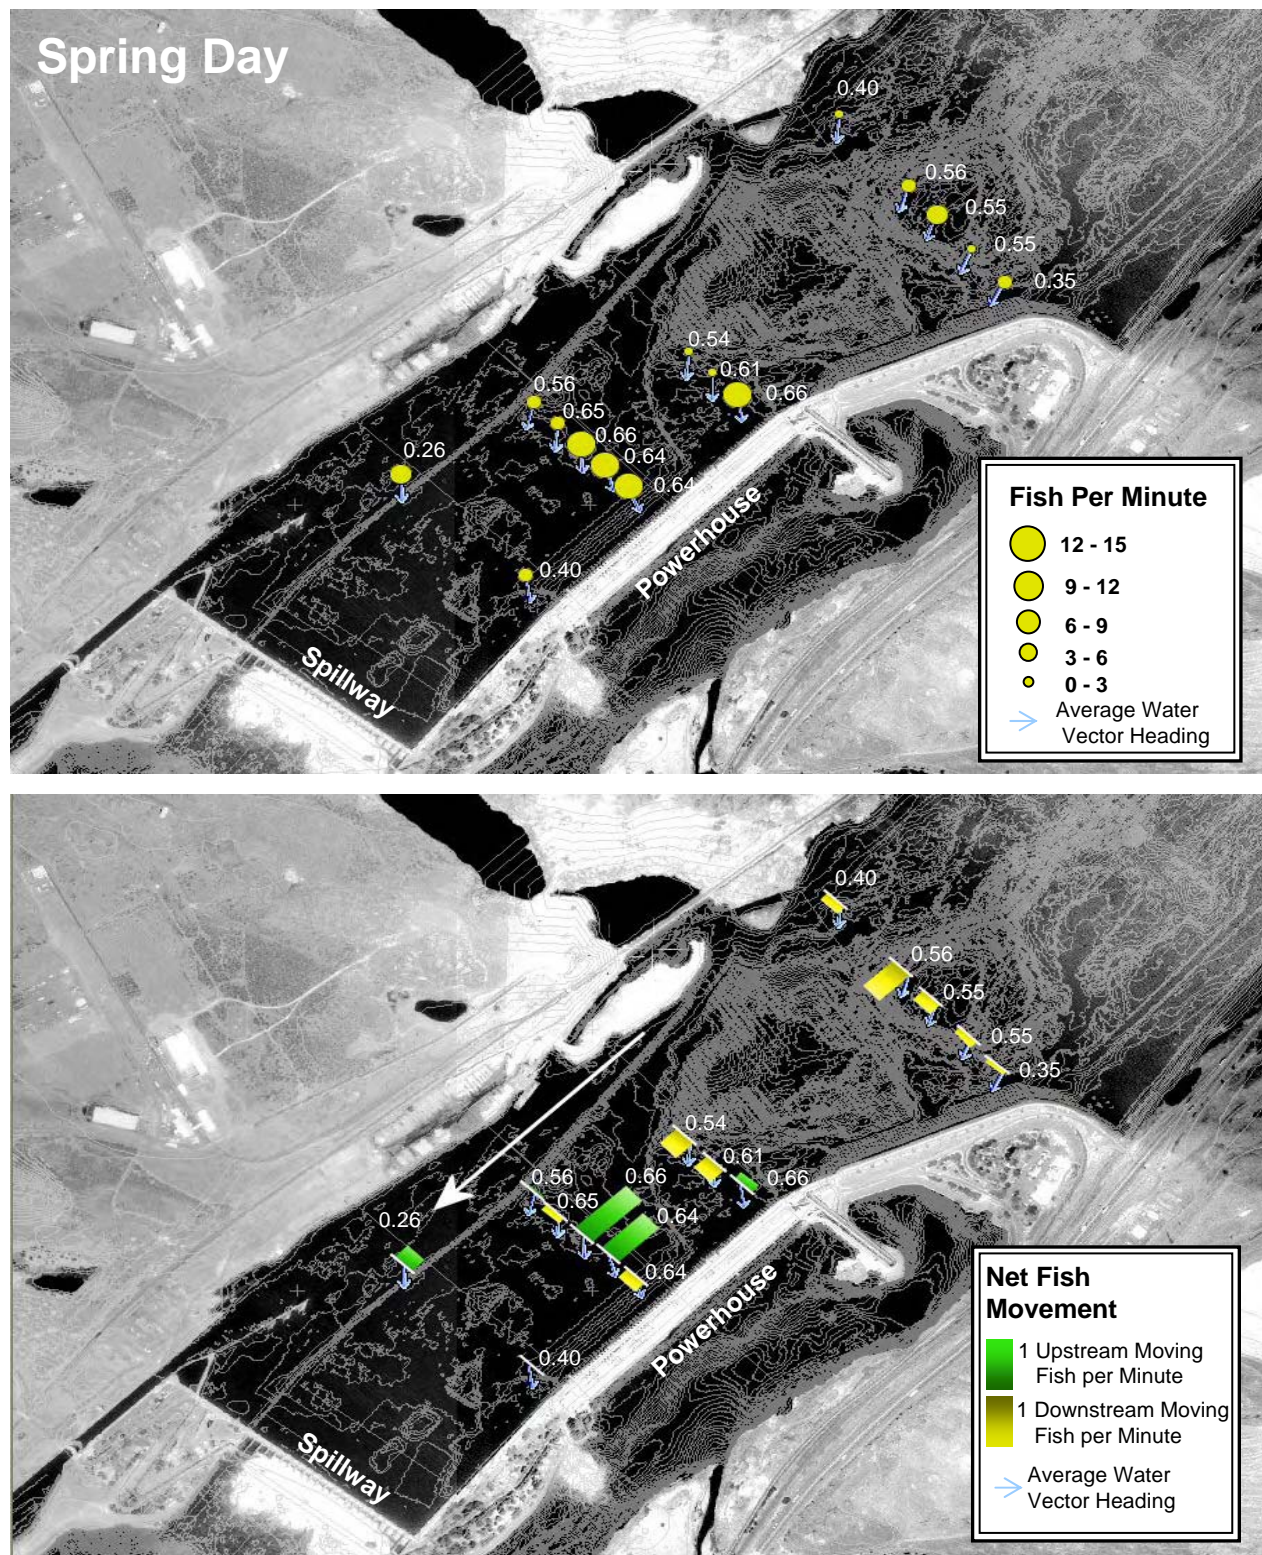 Spring Day
0.40
0.56
0.55
0.55
0.35
0.54
0.61
0.66
0.56
0.65
0.66
0.64
0.64
0.26
0.40
Powerhouse
Spillway
Fish Per Minute
12 - 15
9 - 12
6 - 9
3 - 6
0 - 3
Average Water
Vector Heading
0.40
0.56
0.55
0.55
0.35
0.54
0.61
0.66
0.56
0.65
0.66
0.64
0.64
0.26
0.40
Powerhouse
Spillway
Net Fish
Movement
1 Upstream Moving
Fish per Minute
1 Downstream Moving
Fish per Minute
Average Water
Vector Heading